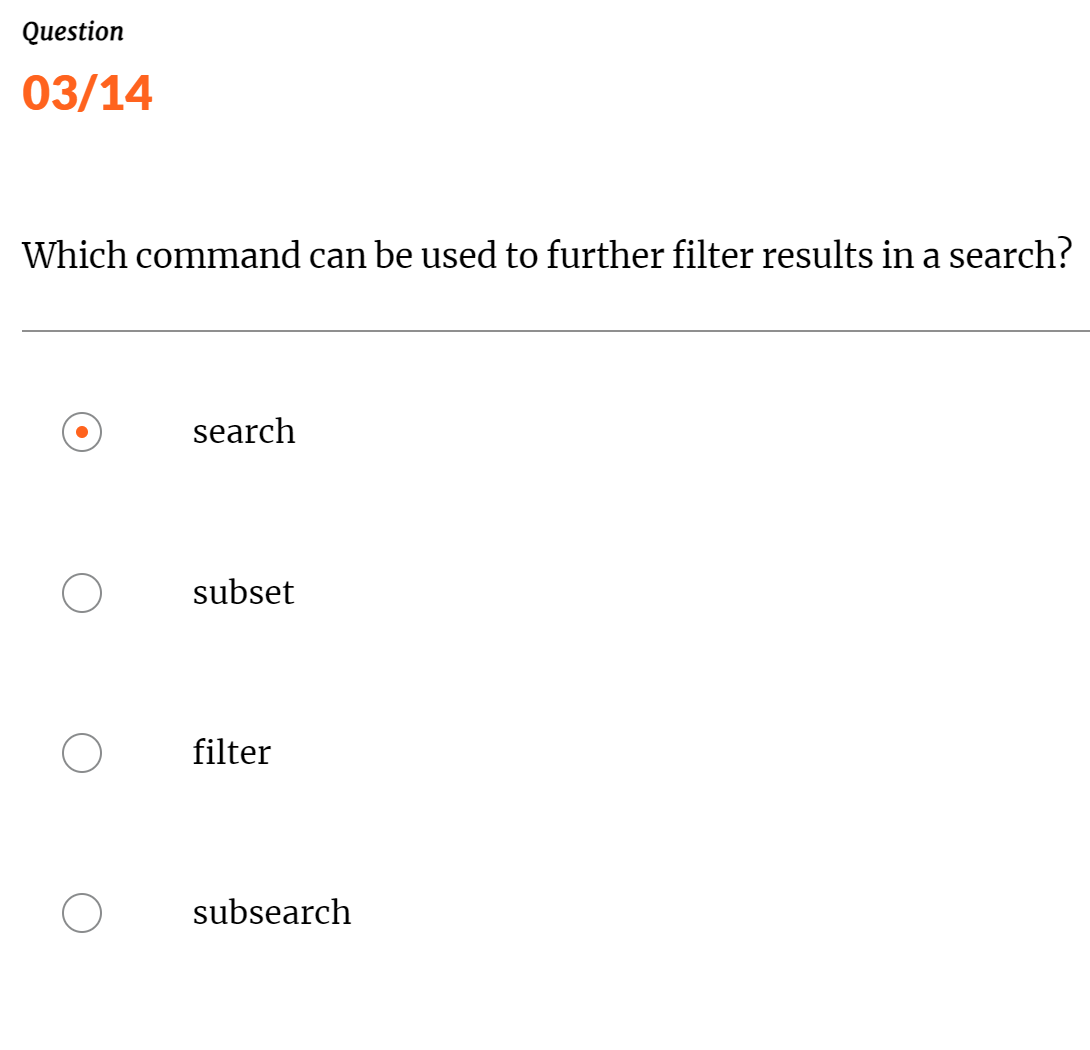 Question
03/14
Which command can be used to further filter results in a search?
search
subset
filter
subsearch